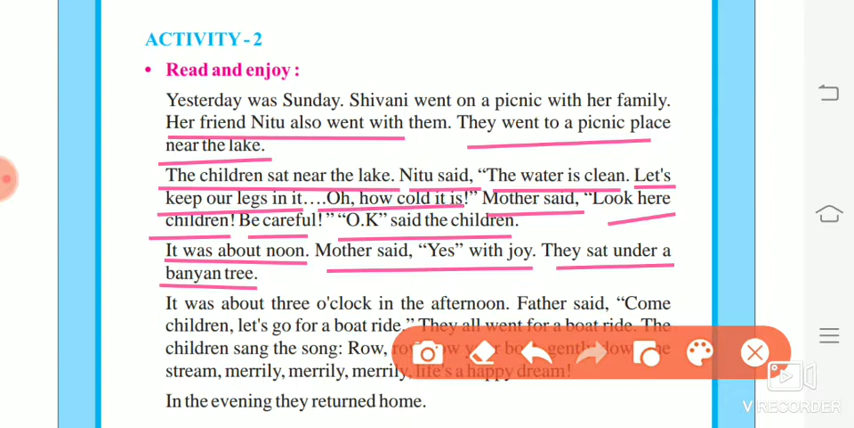 ACTIVITY - 2
• Read and enjoy :
Yesterday was Sunday. Shivani went on a picnic with her family.
Her friend Nitu also went with them. They went to a picnic place
near the lake.
The children sat near the lake. Nitu said, “The water is clean. Let's
keep our legs in it....Oh, how cold it is!” Mother said, “Look here
children! Be careful!” “O.K” said the children.
It was about noon. Mother said, “Yes” with joy. They sat under a
banyan tree.
It was about three o'clock in the afternoon. Father said, “Come
children, let's go for a boat ride.” They all went for a boat ride. The
children sang the song: Row,
stream, merrily, merrily, merrily, life's a happy dream!
In the evening they returned home.
V RECORDER